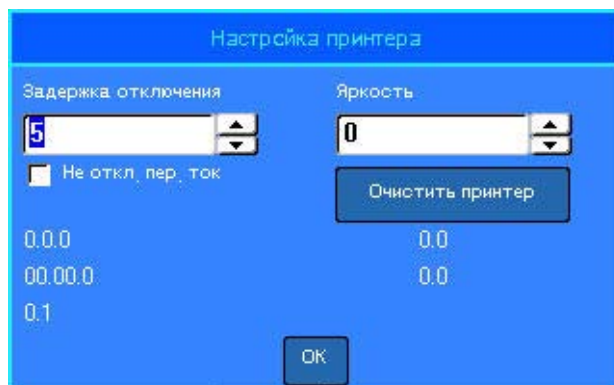 Настройка принтера
Задержка отключения
Яркость
5
0
Не откл. пер. ток
Очистить принтер
0.0.0
0.0
00.00.0
0.0
0.1
ОК